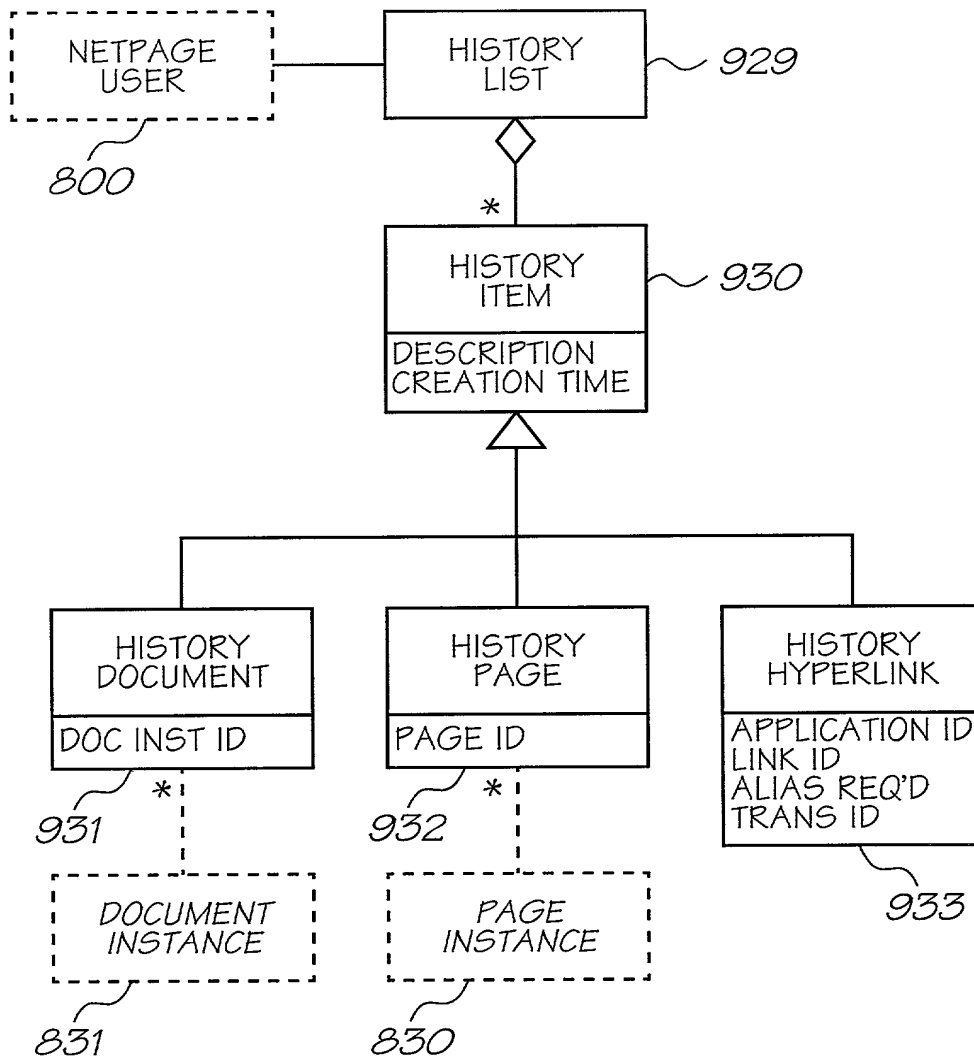 NETPAGE
USER
800
HISTORY
LIST
929
*
HISTORY
ITEM
930
DESCRIPTION
CREATION TIME
HISTORY
DOCUMENT
DOC INST ID
931
*
DOCUMENT
INSTANCE
831
HISTORY
PAGE
PAGE ID
932
*
PAGE
INSTANCE
830
HISTORY
HYPERLINK
APPLICATION ID
LINK ID
ALIAS REQ'D
TRANS ID
933